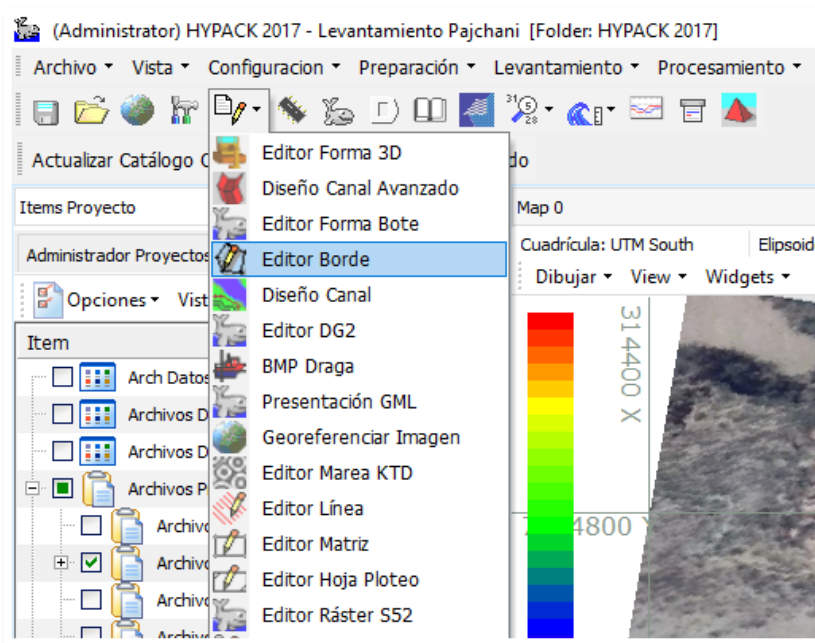 (Administrator) HYPACK 2017 - Levantamiento Pajchani [Folder: HYPACK 2017]
Archivo Vista Configuracion Preparación Levantamiento Procesamiento
Actualizar Catálogo
do
Items Proyecto
Map 0
Administrador Proyectos
Cuadrícula: UTM South
Elipsoid
Opciones Vist
Dibujar View Widgets
Item
Arch Datos
Archivos D
Archivos D
Archivos P
Archivo
Archivo
Archivo
Archivo
Editor Forma 3D
Diseño Canal Avanzado
Editor Forma Bote
Editor Borde
Diseño Canal
Editor DG2
BMP Draga
Presentación GML
Georeferenciar Imagen
Editor Marea KTD
Editor Línea
Editor Matriz
Editor Hoja Ploteo
Editor Ráster S52
314400 X
4800